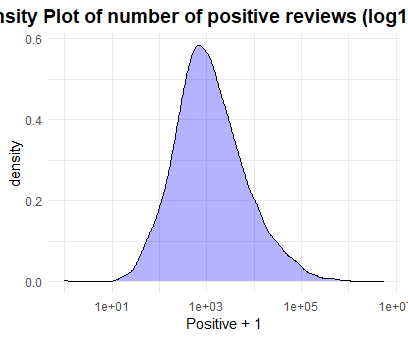 nsity Plot of number of positive reviews (log1
0.6
0.4
0.2
0.0
density
1e+01 1e+03 1e+05 1e+0
Positive + 1